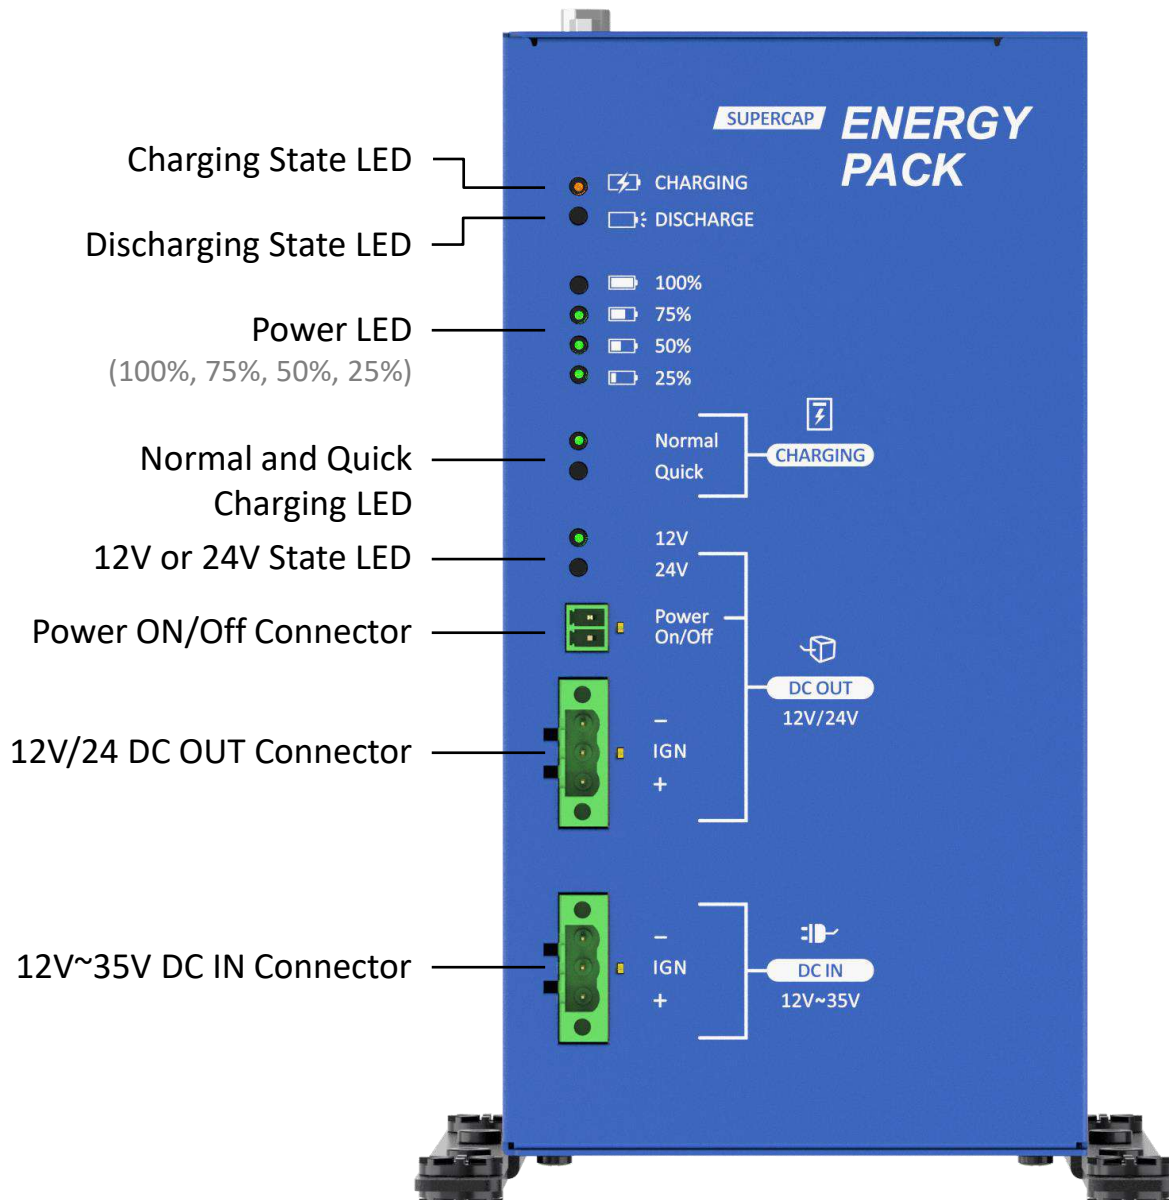 SUPERCAP ENERGY
PACK
Charging State LED
CHARGING
Discharging State LED
DISCHARGE
100%
Power LED
75%
(100%, 75%, 50%, 25%)
50%
25%
Normal and Quick
Charging LED
Normal
Quick
CHARGING
12V or 24V State LED
12V
24V
Power ON/Off Connector
Power
On/Off
DC OUT
12V/24V
12V/24 DC OUT Connector
–
IGN
+
12V~35V DC IN Connector
–
IGN
+
DC IN
12V~35V